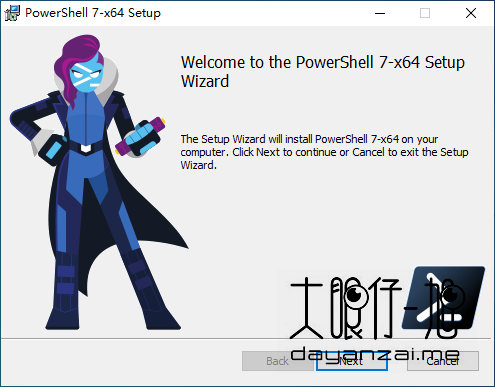 PowerShell 7-x64 Setup
Welcome to the PowerShell 7-x64 Setup
Wizard
The Setup Wizard will install PowerShell 7-x64 on your
computer. Click Next to continue or Cancel to exit the Setup
Wizard.
大眼仔~旭
dayanzai.me
Back
Next
Cancel